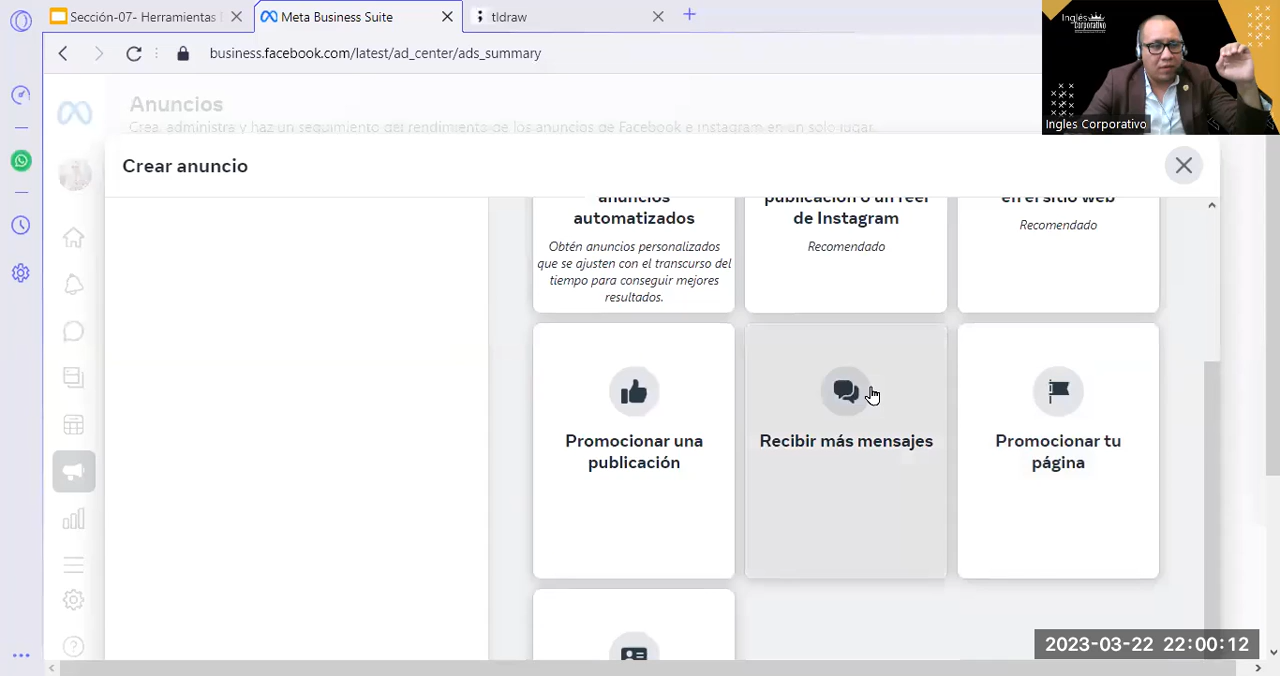 Sección-07- Herramientas
Meta Business Suite
tldraw
business.facebook.com/latest/ad_center/ads_summary
Inglés
Corporativo
Ingles Corporativo
Anuncios
Crea, administra y haz un seguimiento del rendimiento de los anuncios de Facebook e instagram en un solo lugar.
Crear anuncio
anuncios
automatizados
Obtén anuncios personalizados
que se ajusten con el transcurso del
tiempo para conseguir mejores
resultados.
publicación o un reel
de Instagram
Recomendado
en el sitio web
Recomendado
Promocionar una
publicación
Recibir más mensajes
Promocionar tu
página
2023-03-22 22:00:12